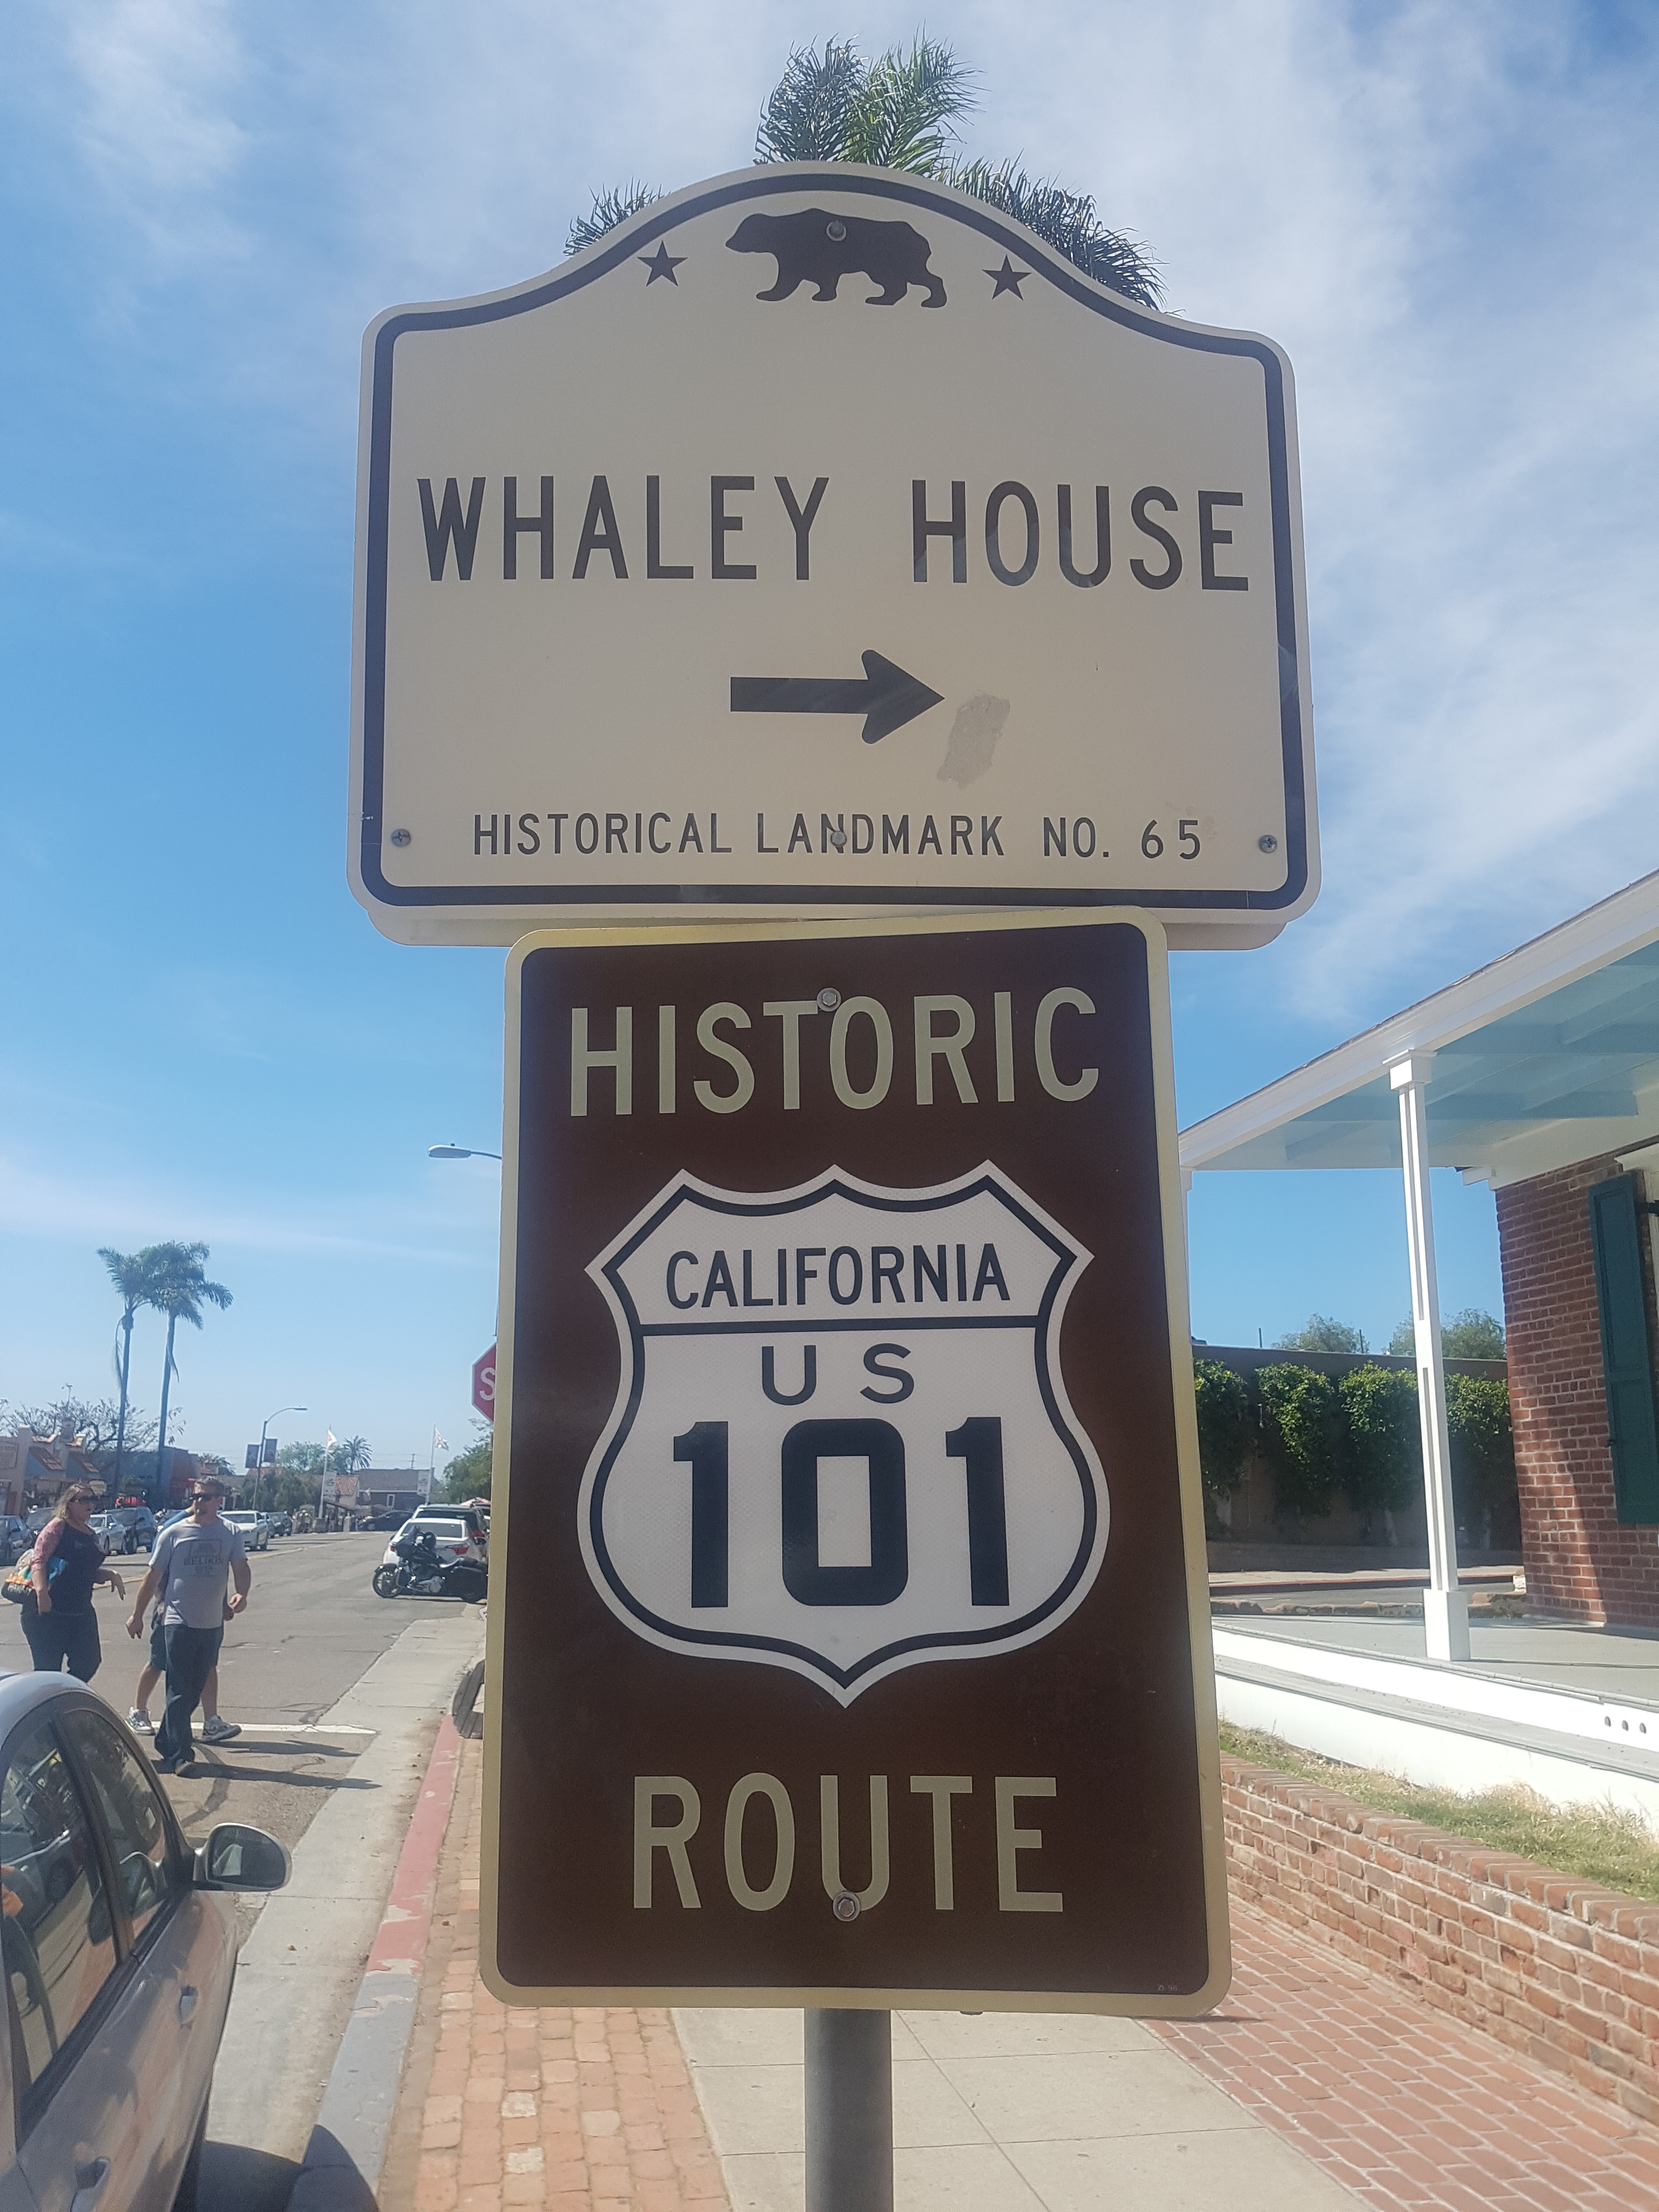 WHALEY HOUSE
HISTORICAL LANDMARK NO. 65
HISTORIC
CALIFORNIA
US
101
ROUTE
S